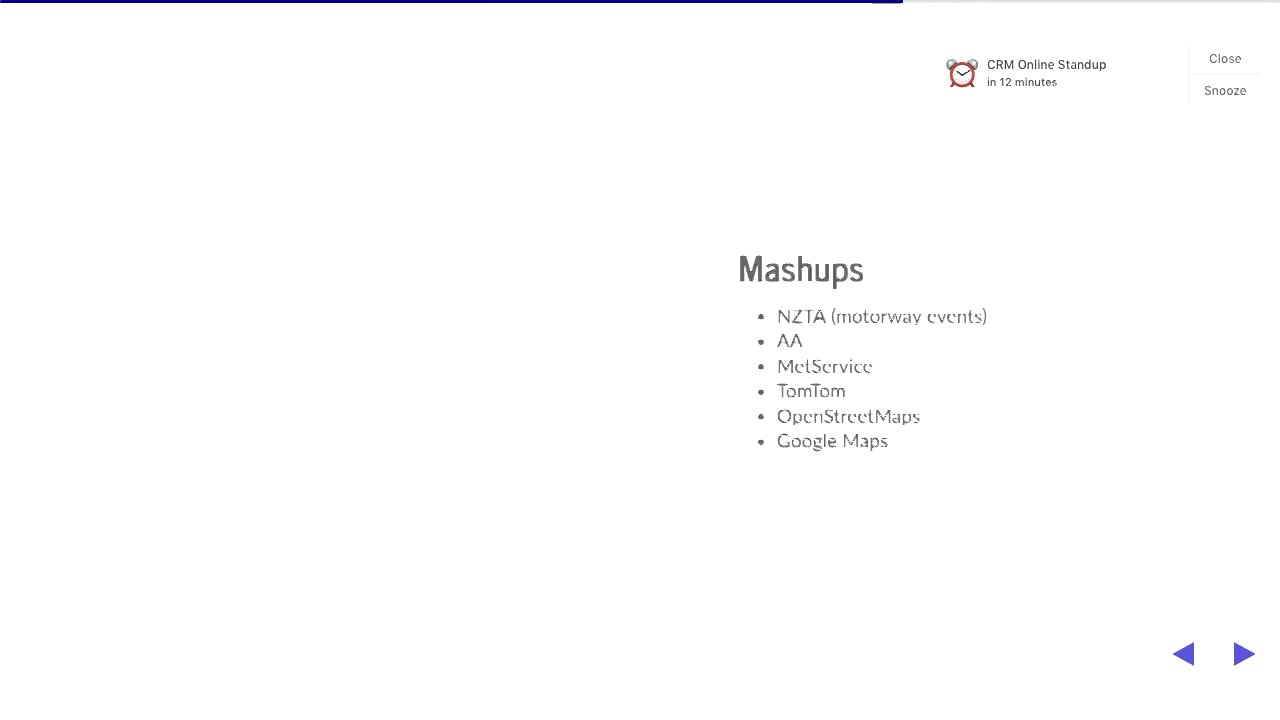 CRM Online Standup
in 12 minutes
Close
Snooze
Mashups
NZTA (motorway events)
AA
MetService
TomTom
OpenStreetMaps
Google Maps